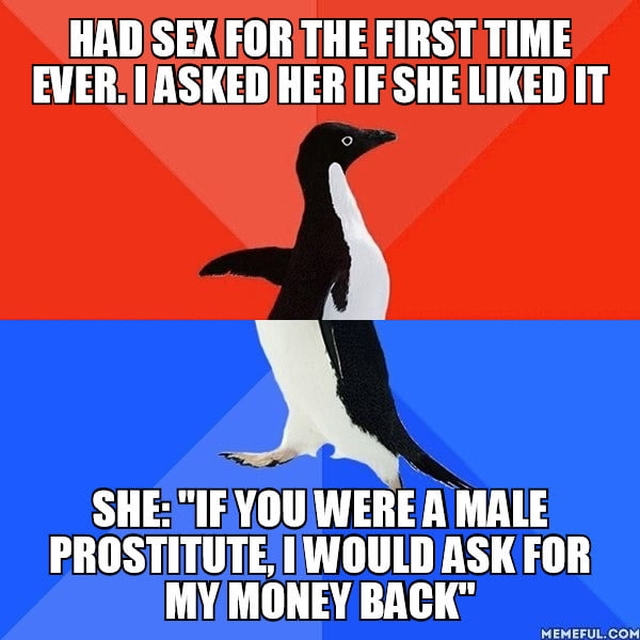 HAD SEX FOR THE FIRST TIME
EVER. I ASKED HER IF SHE LIKED IT
SHE: "IF YOU WERE A MALE
PROSTITUTE, I WOULD ASK FOR
MY MONEY BACK"
MEMEFUL.COM